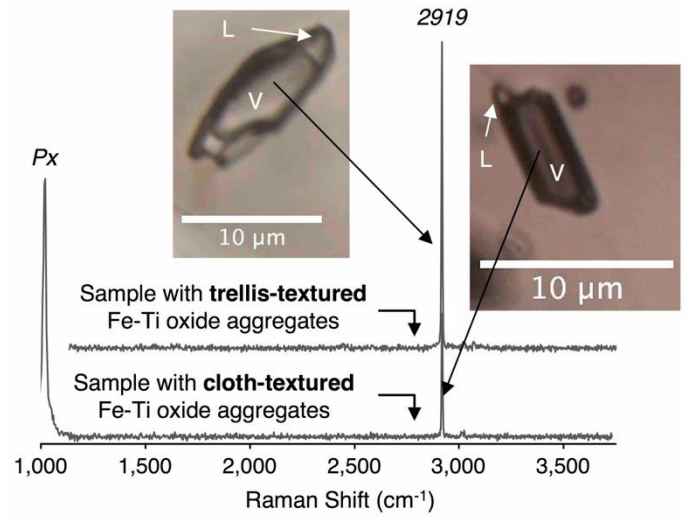 2919
L
V
10 µm
L
V
10 µm
Px
Sample with trellis-textured
Fe-Ti oxide aggregates
Sample with cloth-textured
Fe-Ti oxide aggregates
1,000 1,500 2,000 2,500 3,000 3,500
Raman Shift (cm⁻¹)